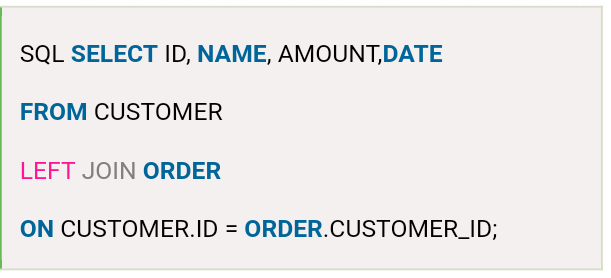 SQL SELECT ID, NAME, AMOUNT,DATE
FROM CUSTOMER
LEFT JOIN ORDER
ON CUSTOMER.ID = ORDER.CUSTOMER_ID;